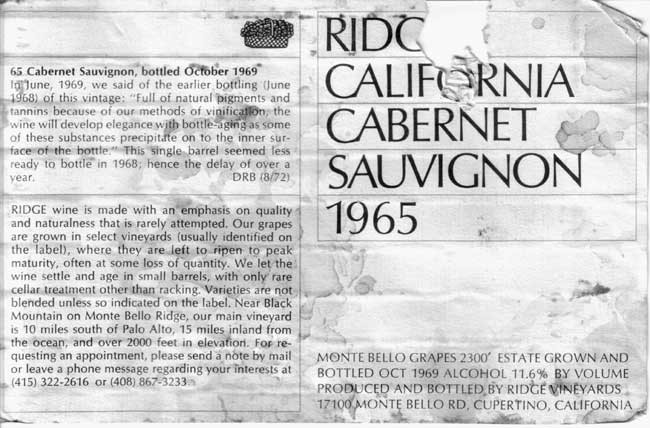 65 Cabernet Sauvignon, bottled October 1969
In June, 1969, we said of the earlier bottling (June
1968) of this vintage: "Full of natural pigments and
tannins because of our methods of vinification, the
wine will develop elegance with bottle-aging as some
of these substances precipitate on to the inner sur-
face of the bottle." This single barrel seemed less
ready to bottle in 1968; hence the delay of over a
year. DRB (8/72)
RIDGE wine is made with an emphasis on quality
and naturalness that is rarely attempted. Our grapes
are grown in select vineyards (usually identified on
the label), where they are left to ripen to peak
maturity, often at some loss of quantity. We let the
wine settle and age in small barrels, with only rare
cellar treatment other than racking. Varieties are not
blended unless so indicated on the label. Near Black
Mountain on Monte Bello Ridge, our main vineyard
is 10 miles south of Palo Alto, 15 miles inland from
the ocean, and over 2000 feet in elevation. For re-
questing an appointment, please send a note by mail
or leave a phone message regarding your interests at
(415) 322-2616 or (408) 867-3233
RIDG
CALIFORNIA
CABERNET
SAUVIGNON
1965
MONTE BELLO GRAPES 2300' ESTATE GROWN AND
BOTTLED OCT 1969 ALCOHOL 11.6% BY VOLUME
PRODUCED AND BOTTLED BY RIDGE VINEYARDS
17100 MONTE BELLO RD, CUPERTINO, CALIFORNIA